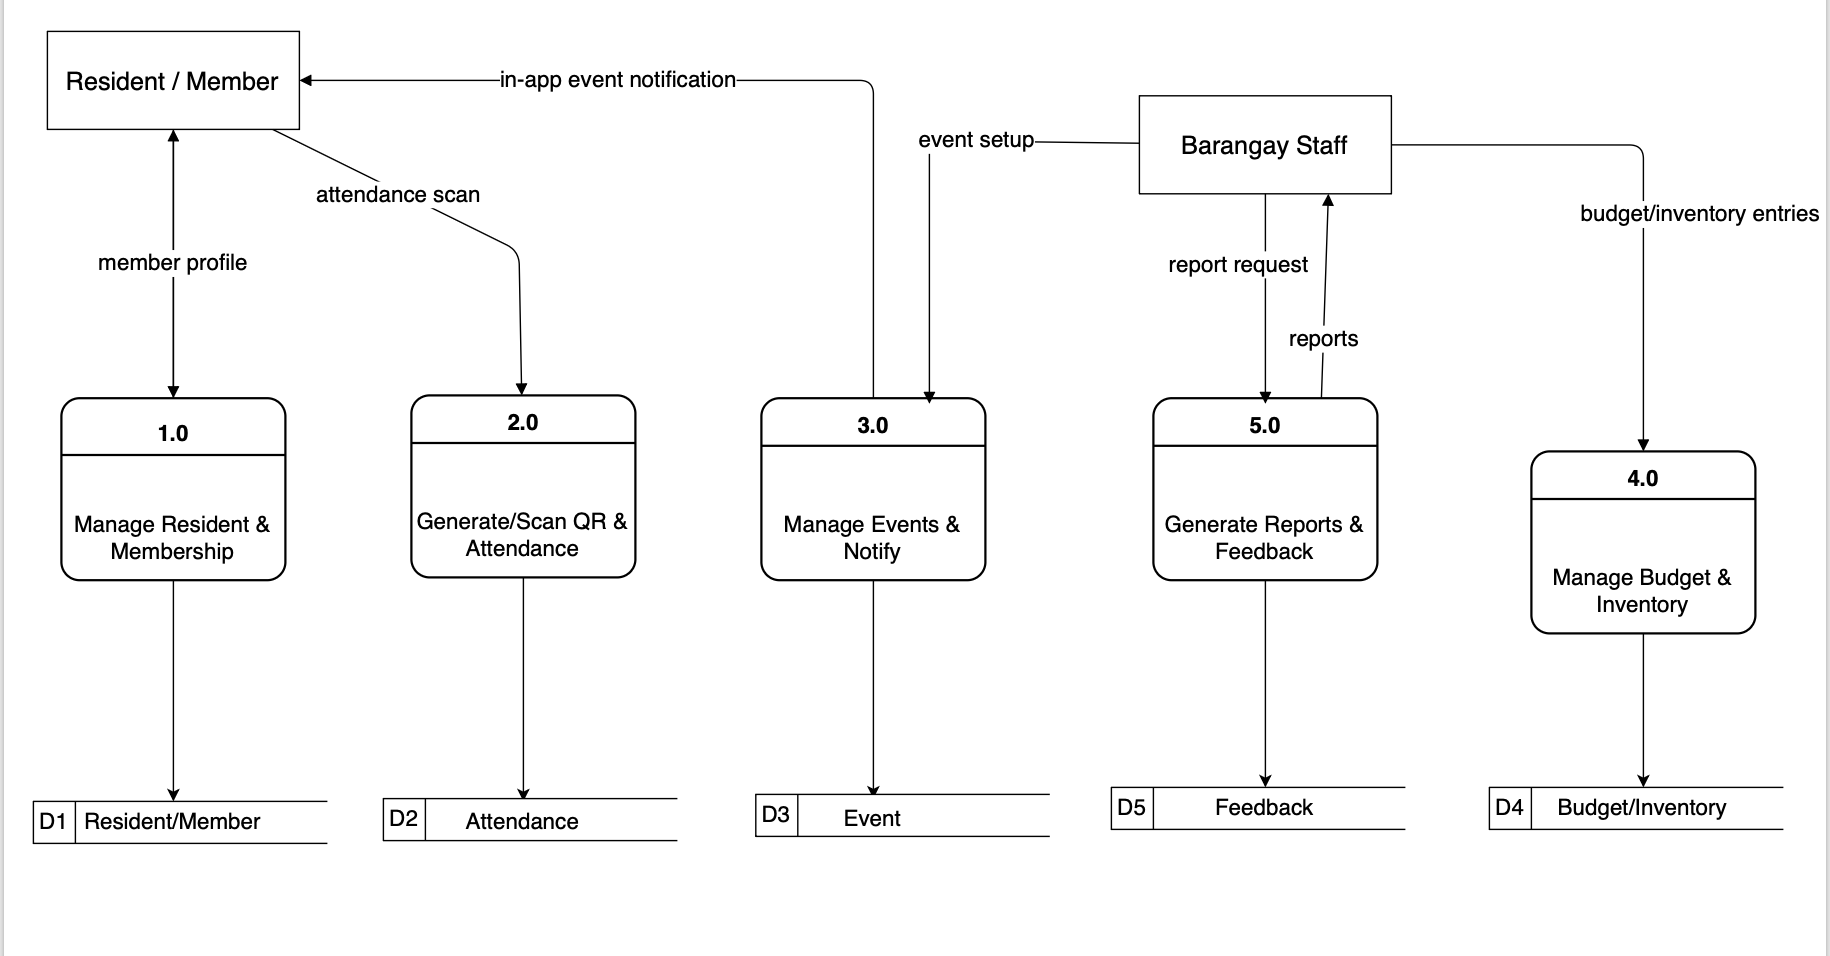 Resident / Member
in-app event notification
event setup
Barangay Staff
attendance scan
budget/inventory entries
member profile
report request
reports
1.0
Manage Resident &
Membership
2.0
Generate/Scan QR &
Attendance
3.0
Manage Events &
Notify
5.0
Generate Reports &
Feedback
4.0
Manage Budget &
Inventory
D1 Resident/Member
D2 Attendance
D3 Event
D5 Feedback
D4 Budget/Inventory